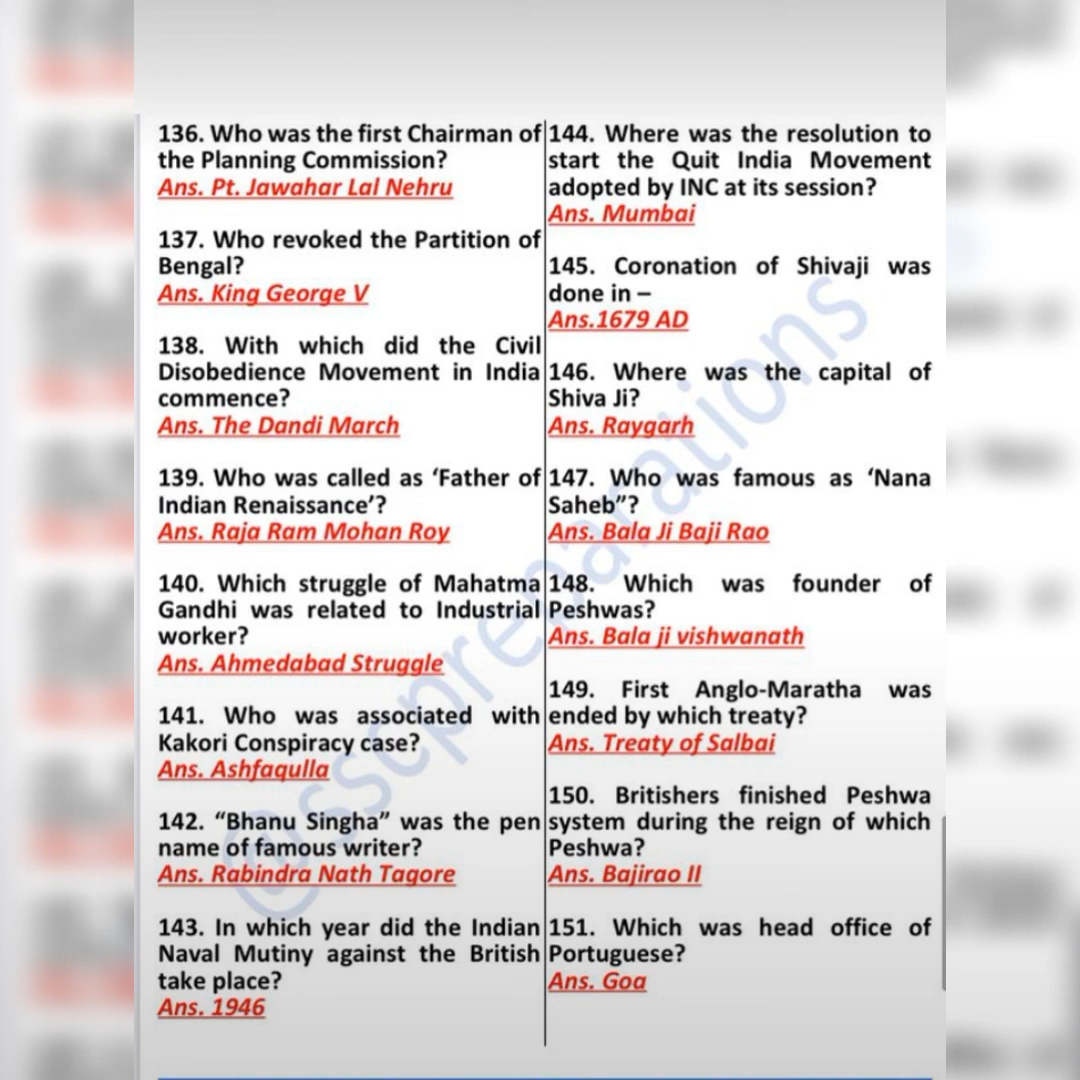 136. Who was the first Chairman of
the Planning Commission?
Ans. Pt. Jawahar Lal Nehru
137. Who revoked the Partition of
Bengal?
Ans. King George V
138. With which did the Civil
Disobedience Movement in India
commence?
Ans. The Dandi March
139. Who was called as ‘Father of
Indian Renaissance’?
Ans. Raja Ram Mohan Roy
140. Which struggle of Mahatma
Gandhi was related to Industrial
worker?
Ans. Ahmedabad Struggle
141. Who was associated with
Kakori Conspiracy case?
Ans. Ashfaqulla
142. “Bhanu Singha” was the pen
name of famous writer?
Ans. Rabindra Nath Tagore
143. In which year did the Indian
Naval Mutiny against the British
take place?
Ans. 1946
144. Where was the resolution to
start the Quit India Movement
adopted by INC at its session?
Ans. Mumbai
145. Coronation of Shivaji was
done in –
Ans.1679 AD
146. Where was the capital of
Shiva Ji?
Ans. Raygarh
147. Who was famous as ‘Nana
Saheb”?
Ans. Bala Ji Baji Rao
148. Which was founder of
Peshwas?
Ans. Bala ji vishwanath
149. First Anglo-Maratha was
ended by which treaty?
Ans. Treaty of Salbai
150. Britishers finished Peshwa
system during the reign of which
Peshwa?
Ans. Bajirao II
151. Which was head office of
Portuguese?
Ans. Goa
@sscpreparations